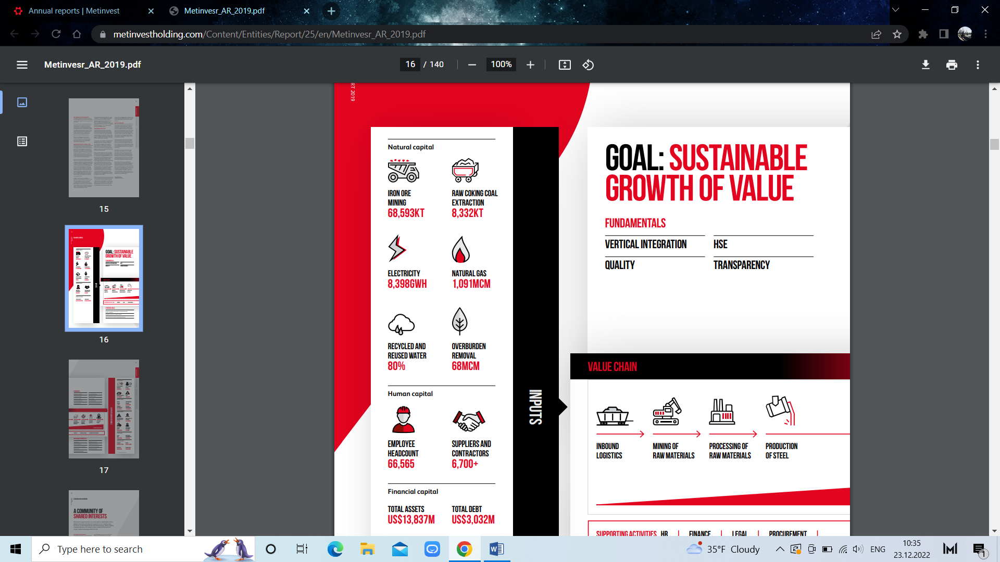 Annual reports | Metinvest
Metinvesr_AR_2019.pdf
metinvestholding.com/Content/Entities/Report/25/en/Metinvesr_AR_2019.pdf
Metinvesr_AR_2019.pdf
16 / 140
100%
15
16
17
A COMMUNITY OF
SHARED INTERESTS
RT 2019
Natural capital
IRON ORE
MINING
68,593KT
RAW COKING COAL
EXTRACTION
8,332KT
ELECTRICITY
8,398GWH
NATURAL GAS
1,091MCM
RECYCLED AND
REUSED WATER
80%
OVERBURDEN
REMOVAL
68MCM
Human capital
EMPLOYEE
HEADCOUNT
66,565
SUPPLIERS AND
CONTRACTORS
6,700+
Financial capital
TOTAL ASSETS
US$13,837M
TOTAL DEBT
US$3,032M
INPUTS
GOAL: SUSTAINABLE
GROWTH OF VALUE
FUNDAMENTALS
VERTICAL INTEGRATION
HSE
QUALITY
TRANSPARENCY
VALUE CHAIN
INBOUND
LOGISTICS
MINING OF
RAW MATERIALS
PROCESSING OF
RAW MATERIALS
PRODUCTION
OF STEEL
SUPPORTING ACTIVITIES HR | FINANCE | LEGAL | PROCUREMENT |
Type here to search
35°F Cloudy
ENG
10:35
23.12.2022
1